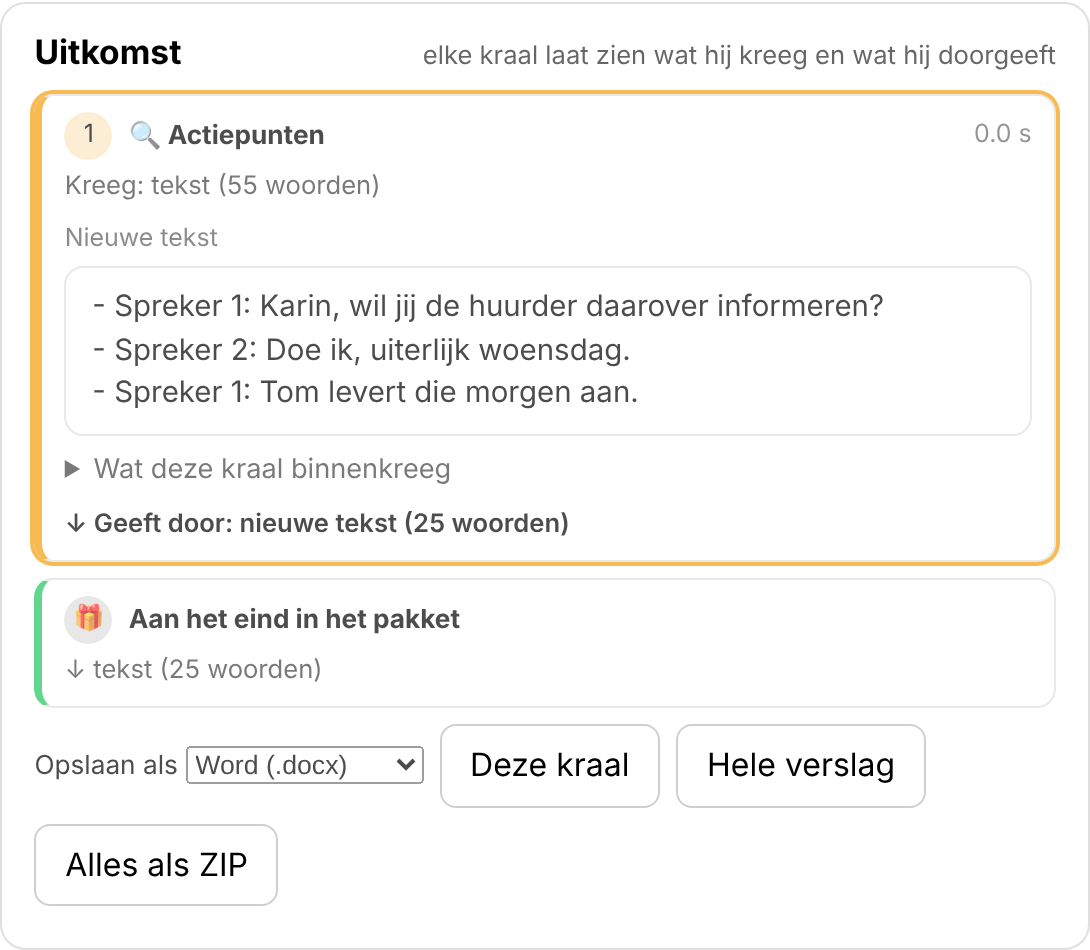 Uitkomst
elke kraal laat zien wat hij kreeg en wat hij doorgeeft
1 🔍 Actiepunten
0.0 s
Kreeg: tekst (55 woorden)
Nieuwe tekst
- Spreker 1: Karin, wil jij de huurder daarover informeren?
- Spreker 2: Doe ik, uiterlijk woensdag.
- Spreker 1: Tom levert die morgen aan.
▶ Wat deze kraal binnenkreeg
↓ Geeft door: nieuwe tekst (25 woorden)
🎁 Aan het eind in het pakket
↓ tekst (25 woorden)
Opslaan als Word (.docx) Deze kraal Hele verslag
Alles als ZIP